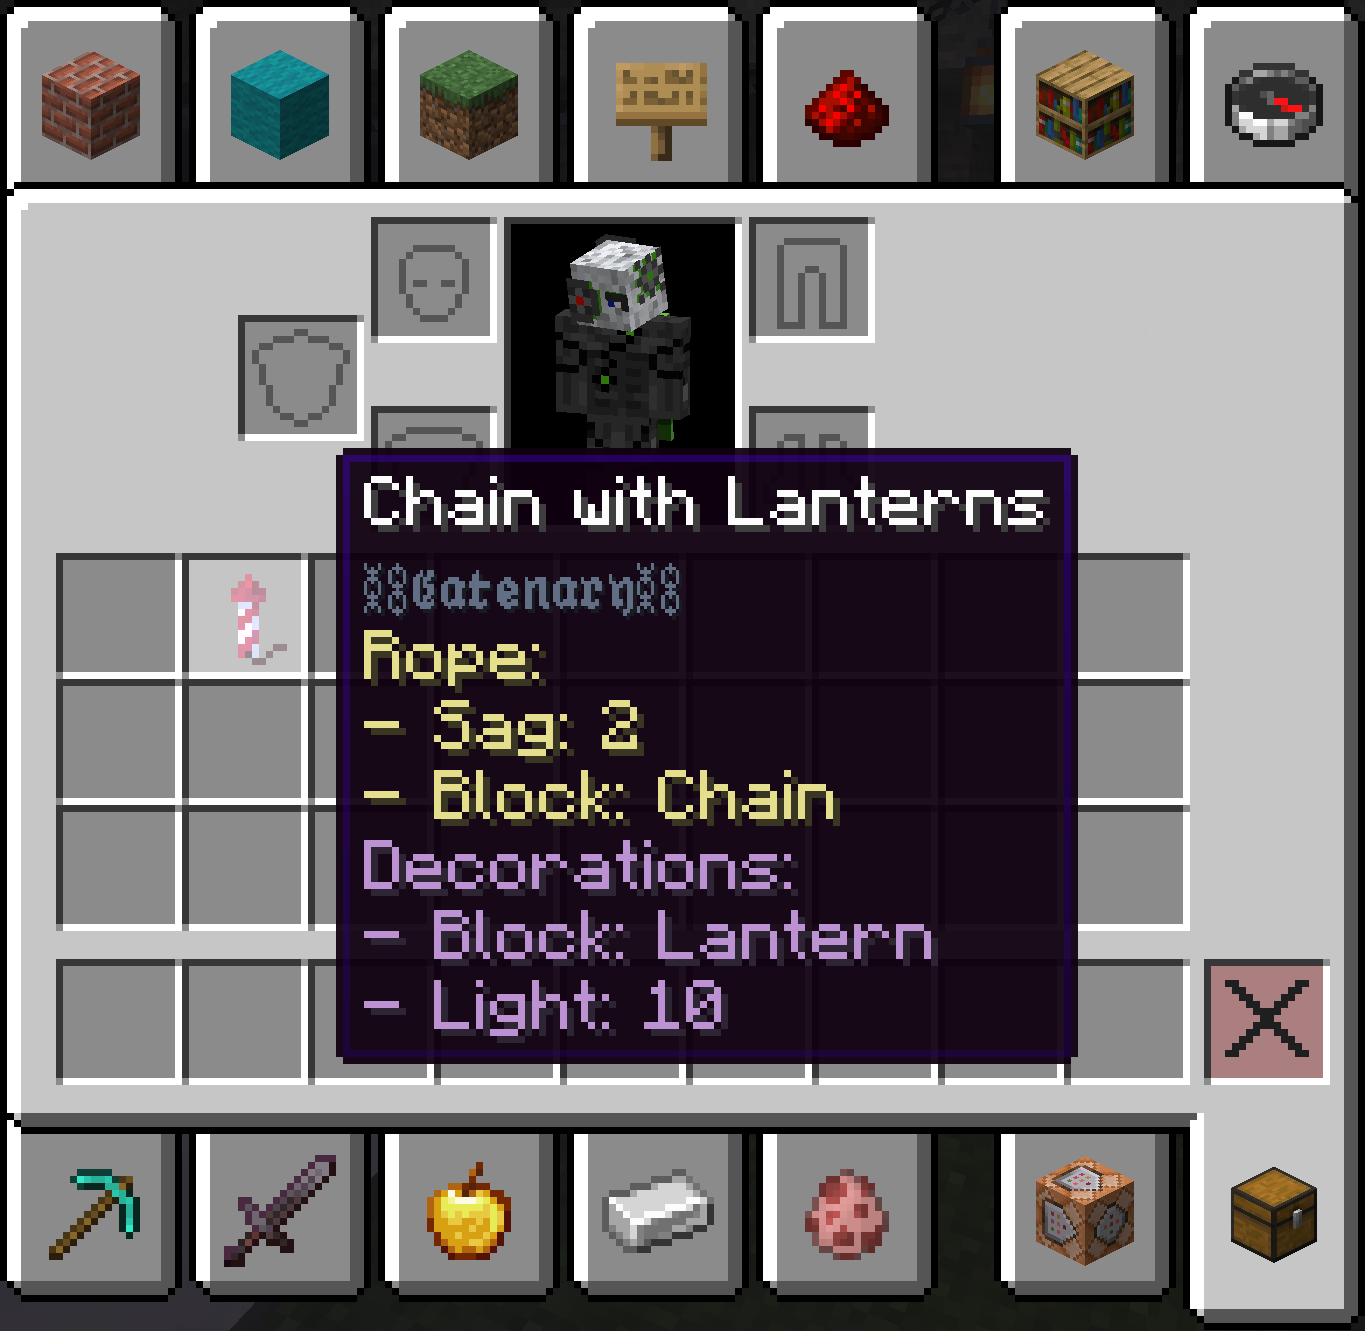 Chain with Lanterns
⛓Catenary⛓
Rope:
- Sag: 2
- Block: Chain
Decorations:
- Block: Lantern
- Light: 10